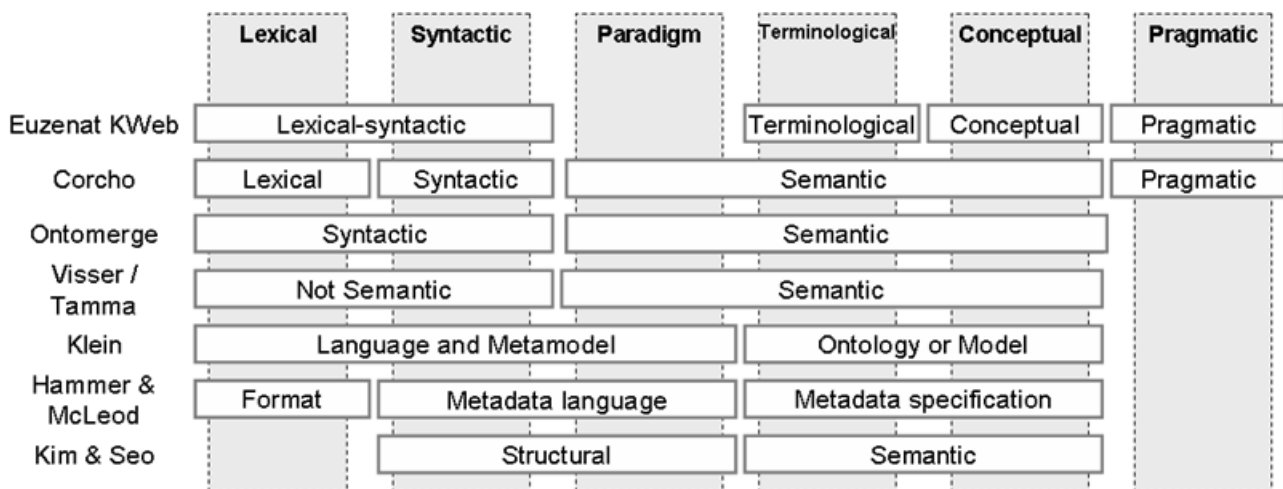 Lexical Syntactic Paradigm Terminological Conceptual Pragmatic
Euzenat KWeb Lexical-syntactic Terminological Conceptual Pragmatic
Corcho Lexical Syntactic Semantic Pragmatic
Ontomerge Syntactic Semantic
Visser /
Tamma Not Semantic Semantic
Klein Language and Metamodel Ontology or Model
Hammer &
McLeod Format Metadata language Metadata specification
Kim & Seo Structural Semantic